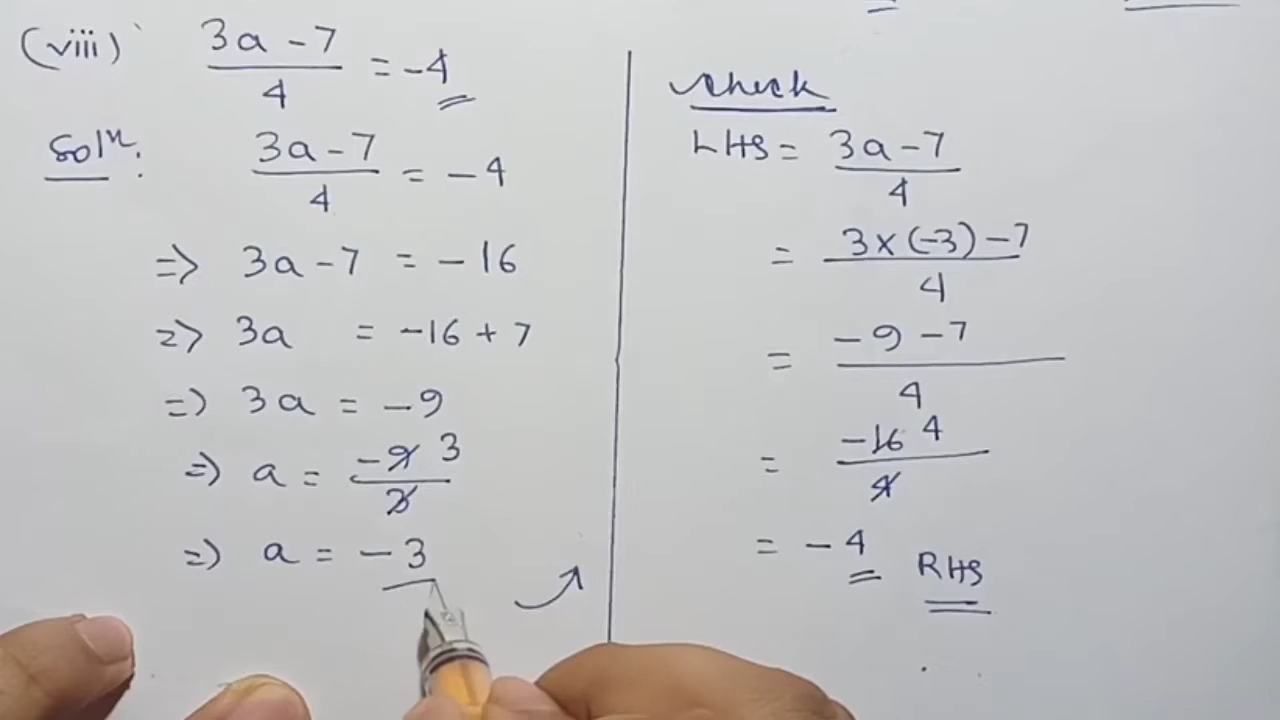 (viii) (3a - 7)/4 = -4
Solⁿ: (3a - 7)/4 = -4
=> 3a - 7 = -16
=> 3a = -16 + 7
=> 3a = -9
=> a = -9/3 3
=> a = -3
Check
LHS = (3a - 7)/4
= (3 × (-3) - 7)/4
= (-9 - 7)/4
= -16/4 4
= -4 RHS